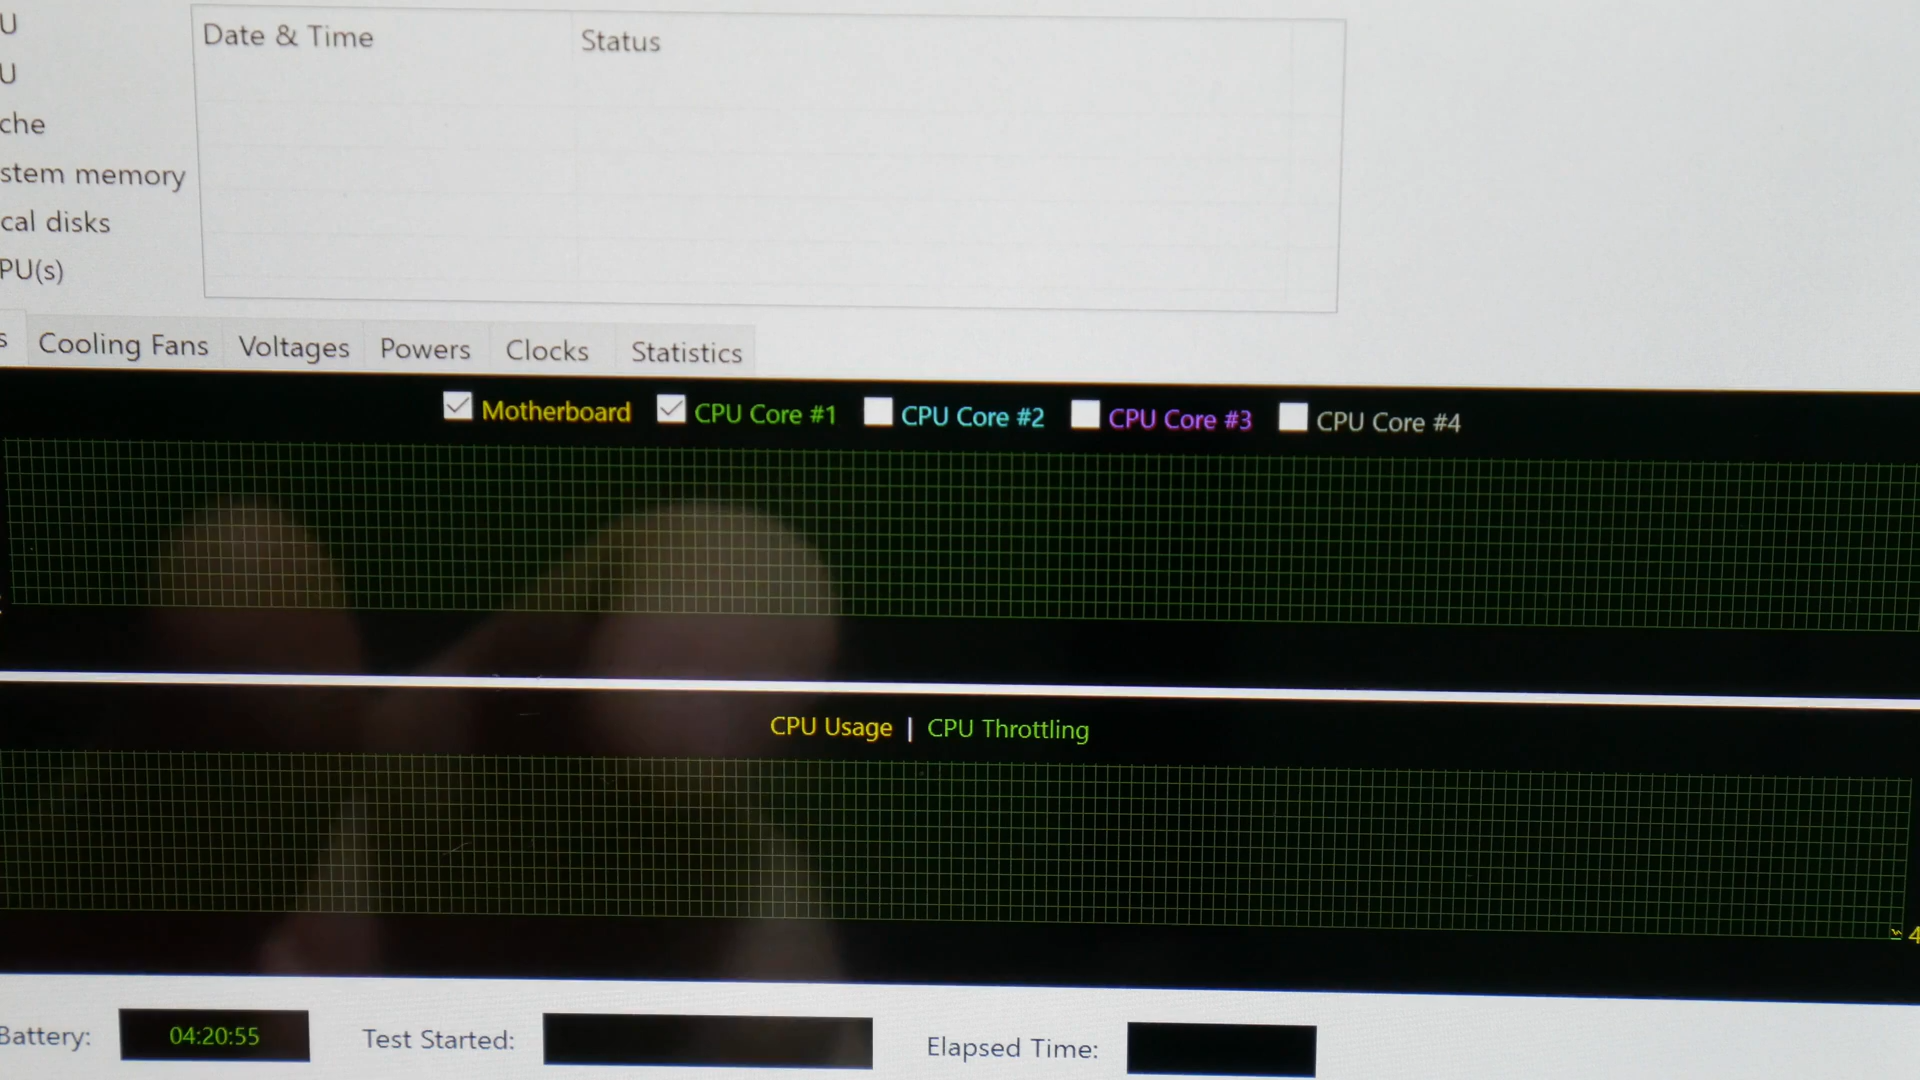 U
Date & Time Status
U
che
stem memory
cal disks
PU(s)
s Cooling Fans Voltages Powers Clocks Statistics
Motherboard CPU Core #1 CPU Core #2 CPU Core #3 CPU Core #4
CPU Usage | CPU Throttling
4
Battery: 04:20:55 Test Started: Elapsed Time: